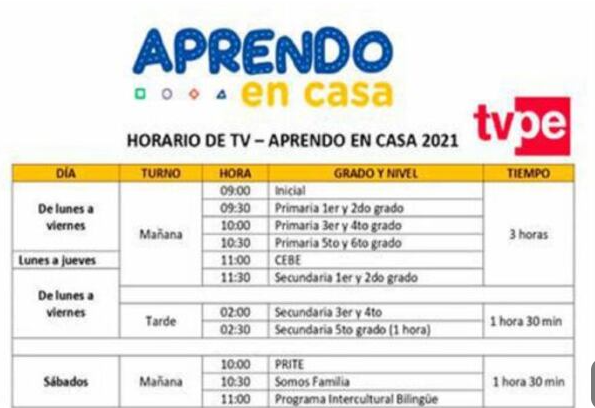 APRENDO
en casa
tvpe
HORARIO DE TV – APRENDO EN CASA 2021
DÍA TURNO HORA GRADO Y NIVEL TIEMPO
De lunes a viernes Mañana 09:00 Inicial 3 horas
09:30 Primaria 1er y 2do grado
10:00 Primaria 3er y 4to grado
10:30 Primaria 5to y 6to grado
Lunes a jueves 11:00 CEBE
De lunes a viernes 11:30 Secundaria 1er y 2do grado
Tarde 02:00 Secundaria 3er y 4to 1 hora 30 min
02:30 Secundaria 5to grado (1 hora)
Sábados Mañana 10:00 PRITE 1 hora 30 min
10:30 Somos Familia
11:00 Programa Intercultural Bilingüe